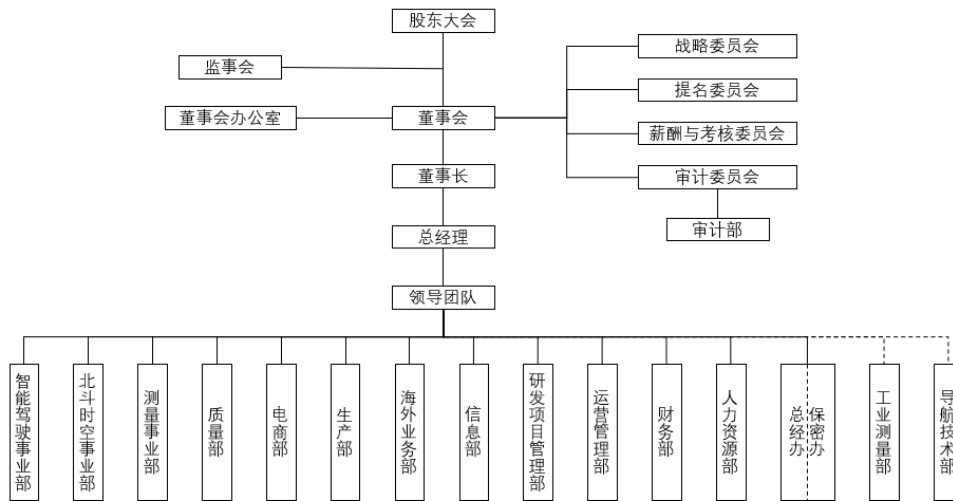 股东大会
战略委员会
监事会
提名委员会
董事会办公室
董事会
薪酬与考核委员会
董事长
审计委员会
审计部
总经理
领导团队
智能驾驶事业部
北斗时空事业部
测量事业部
质量部
电商部
生产部
海外业务部
信息部
研发项目管理部
运营管理部
财务部
人力资源部
总经办
保密办
工业测量部
导航技术部